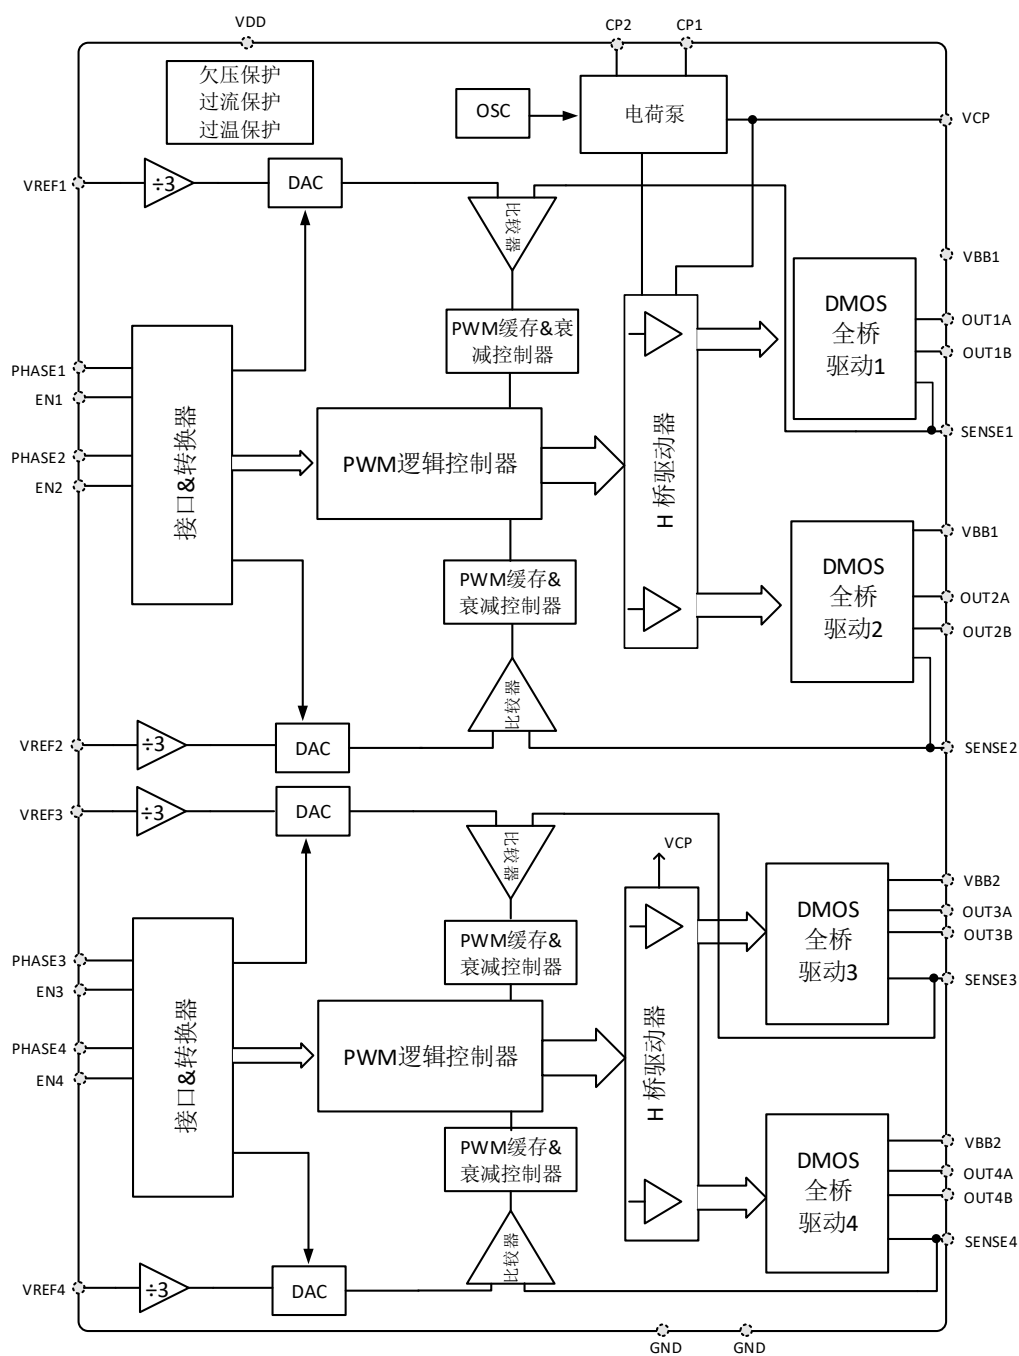 VDD
CP2
CP1
欠压保护
过流保护
过温保护
OSC
电荷泵
VCP
VREF1
÷3
DAC
比较器
VBB1
DMOS
全桥
驱动1
OUT1A
OUT1B
SENSE1
PWM缓存&衰
减控制器
PHASE1
EN1
PHASE2
EN2
接口&转换器
PWM逻辑控制器
H 桥驱动器
PWM缓存&
衰减控制器
DMOS
全桥
驱动2
VBB1
OUT2A
OUT2B
比较器
VREF2
÷3
DAC
SENSE2
VREF3
÷3
DAC
比较器
VCP
DMOS
全桥
驱动3
VBB2
OUT3A
OUT3B
SENSE3
PWM缓存&
衰减控制器
PHASE3
EN3
PHASE4
EN4
接口&转换器
PWM逻辑控制器
H 桥驱动器
PWM缓存&
衰减控制器
DMOS
全桥
驱动4
VBB2
OUT4A
OUT4B
SENSE4
比较器
VREF4
÷3
DAC
GND
GND